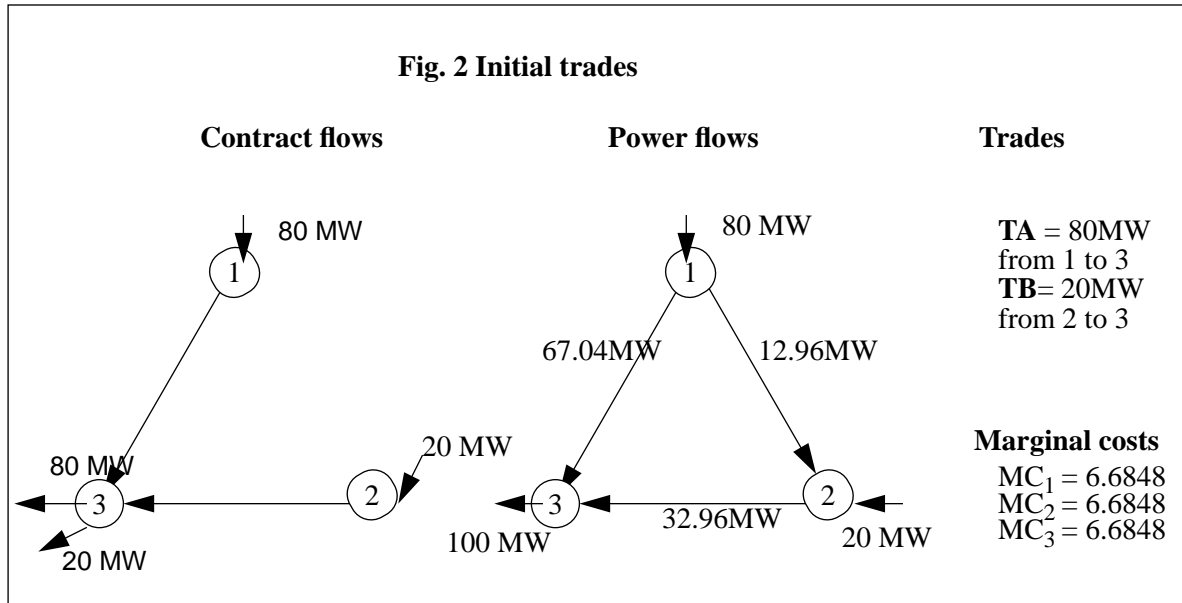 Fig. 2 Initial trades
Contract flows
Power flows
Trades
80 MW
1
80 MW
3
20 MW
2
20 MW
80 MW
1
67.04MW
12.96MW
3
100 MW
32.96MW
2
20 MW
TA = 80MW
from 1 to 3
TB= 20MW
from 2 to 3
Marginal costs
MC1 = 6.6848
MC2 = 6.6848
MC3 = 6.6848